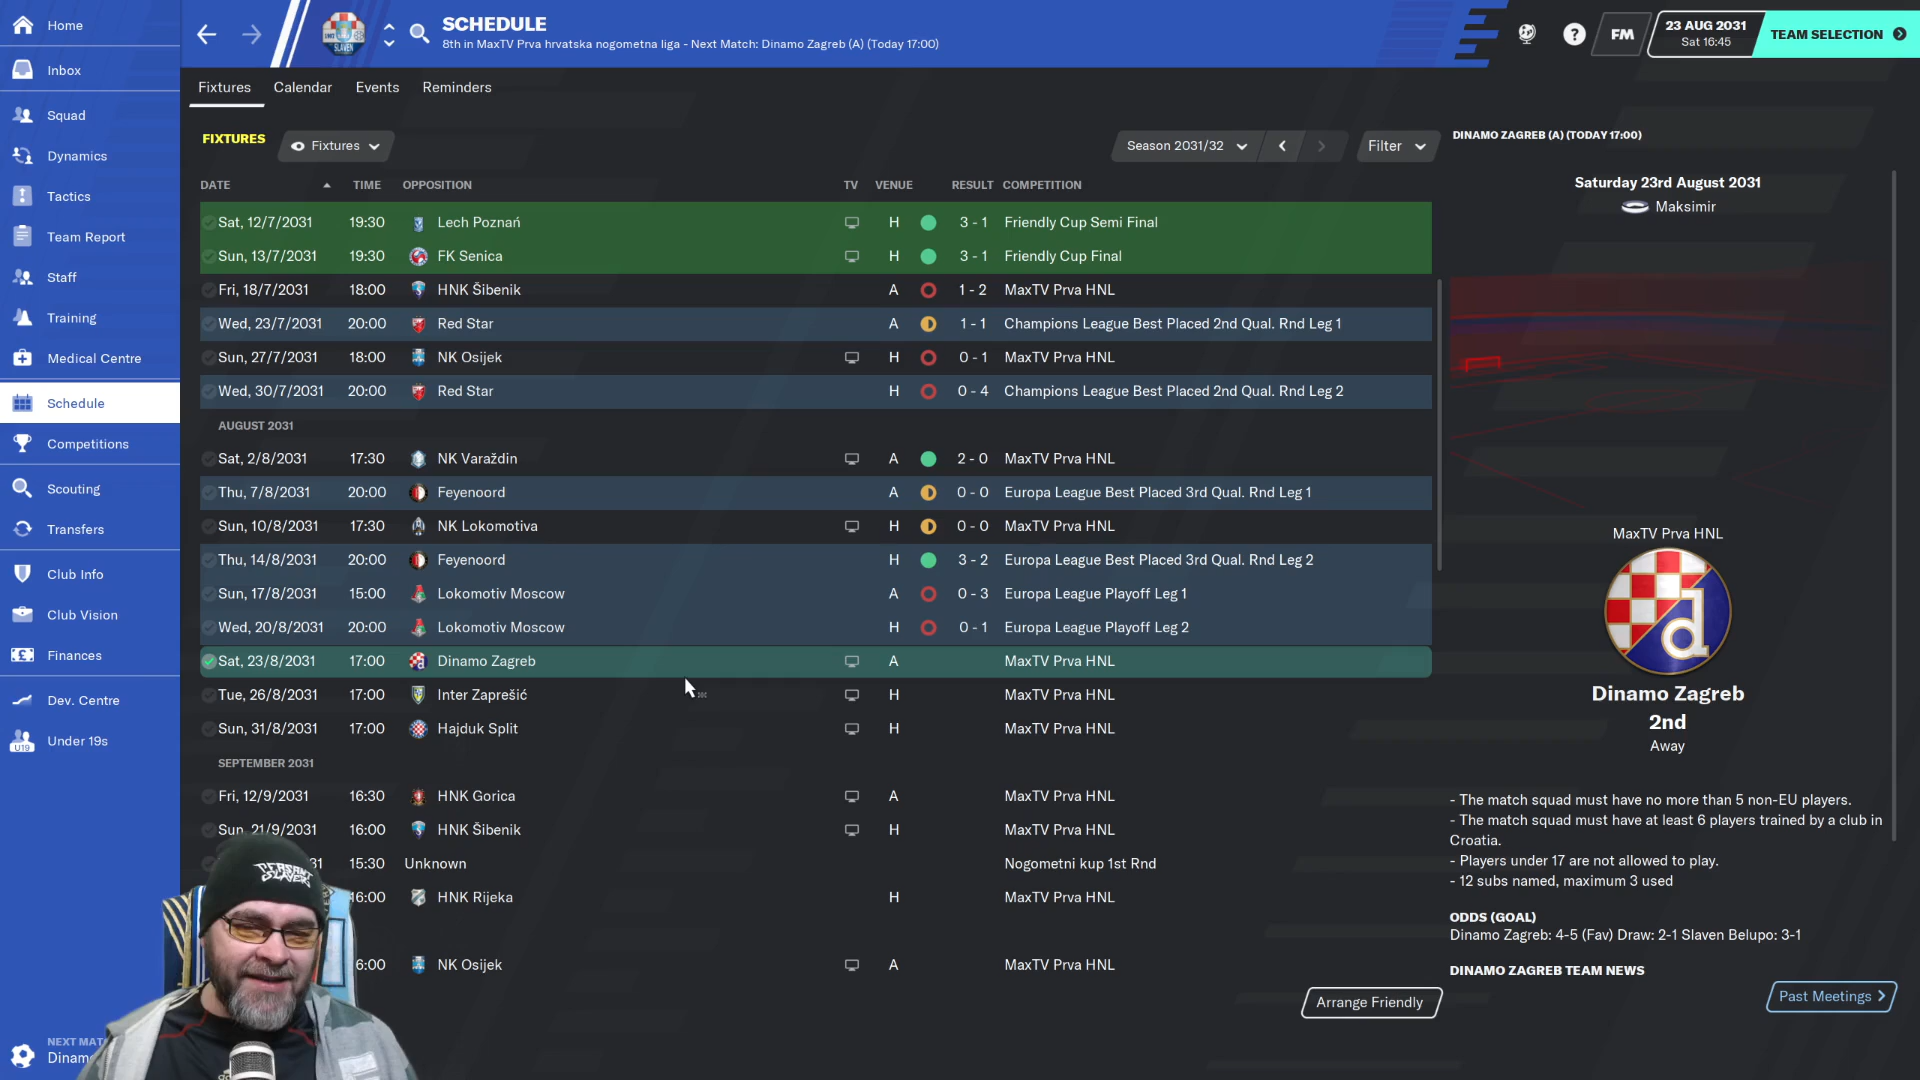 Home
Inbox
Squad
Dynamics
Tactics
Team Report
Staff
Training
Medical Centre
Schedule
Competitions
Scouting
Transfers
Club Info
Club Vision
Finances
Dev. Centre
Under 19s
NEXT MAT
Dinam
SCHEDULE
8th in MaxTV Prva hrvatska nogometna liga - Next Match: Dinamo Zagreb (A) (Today 17:00)
FM
23 AUG 2031
Sat 16:45
TEAM SELECTION
Fixtures Calendar Events Reminders
FIXTURES Fixtures Season 2031/32 Filter
DATE TIME OPPOSITION TV VENUE RESULT COMPETITION
Sat, 12/7/2031 19:30 Lech Poznań H 3 - 1 Friendly Cup Semi Final
Sun, 13/7/2031 19:30 FK Senica H 3 - 1 Friendly Cup Final
Fri, 18/7/2031 18:00 HNK Šibenik A 1 - 2 MaxTV Prva HNL
Wed, 23/7/2031 20:00 Red Star A 1 - 1 Champions League Best Placed 2nd Qual. Rnd Leg 1
Sun, 27/7/2031 18:00 NK Osijek H 0 - 1 MaxTV Prva HNL
Wed, 30/7/2031 20:00 Red Star H 0 - 4 Champions League Best Placed 2nd Qual. Rnd Leg 2
AUGUST 2031
Sat, 2/8/2031 17:30 NK Varaždin A 2 - 0 MaxTV Prva HNL
Thu, 7/8/2031 20:00 Feyenoord A 0 - 0 Europa League Best Placed 3rd Qual. Rnd Leg 1
Sun, 10/8/2031 17:30 NK Lokomotiva H 0 - 0 MaxTV Prva HNL
Thu, 14/8/2031 20:00 Feyenoord H 3 - 2 Europa League Best Placed 3rd Qual. Rnd Leg 2
Sun, 17/8/2031 15:00 Lokomotiv Moscow A 0 - 3 Europa League Playoff Leg 1
Wed, 20/8/2031 20:00 Lokomotiv Moscow H 0 - 1 Europa League Playoff Leg 2
Sat, 23/8/2031 17:00 Dinamo Zagreb A MaxTV Prva HNL
Tue, 26/8/2031 17:00 Inter Zaprešić H MaxTV Prva HNL
Sun, 31/8/2031 17:00 Hajduk Split H MaxTV Prva HNL
SEPTEMBER 2031
Fri, 12/9/2031 16:30 HNK Gorica A MaxTV Prva HNL
Sun, 21/9/2031 16:00 HNK Šibenik H MaxTV Prva HNL
31 15:30 Unknown Nogometni kup 1st Rnd
16:00 HNK Rijeka H MaxTV Prva HNL
6:00 NK Osijek A MaxTV Prva HNL
Arrange Friendly
DINAMO ZAGREB (A) (TODAY 17:00)
Saturday 23rd August 2031
Maksimir
MaxTV Prva HNL
Dinamo Zagreb
2nd
Away
- The match squad must have no more than 5 non-EU players.
- The match squad must have at least 6 players trained by a club in
Croatia.
- Players under 17 are not allowed to play.
- 12 subs named, maximum 3 used
ODDS (GOAL)
Dinamo Zagreb: 4-5 (Fav) Draw: 2-1 Slaven Belupo: 3-1
DINAMO ZAGREB TEAM NEWS
Past Meetings